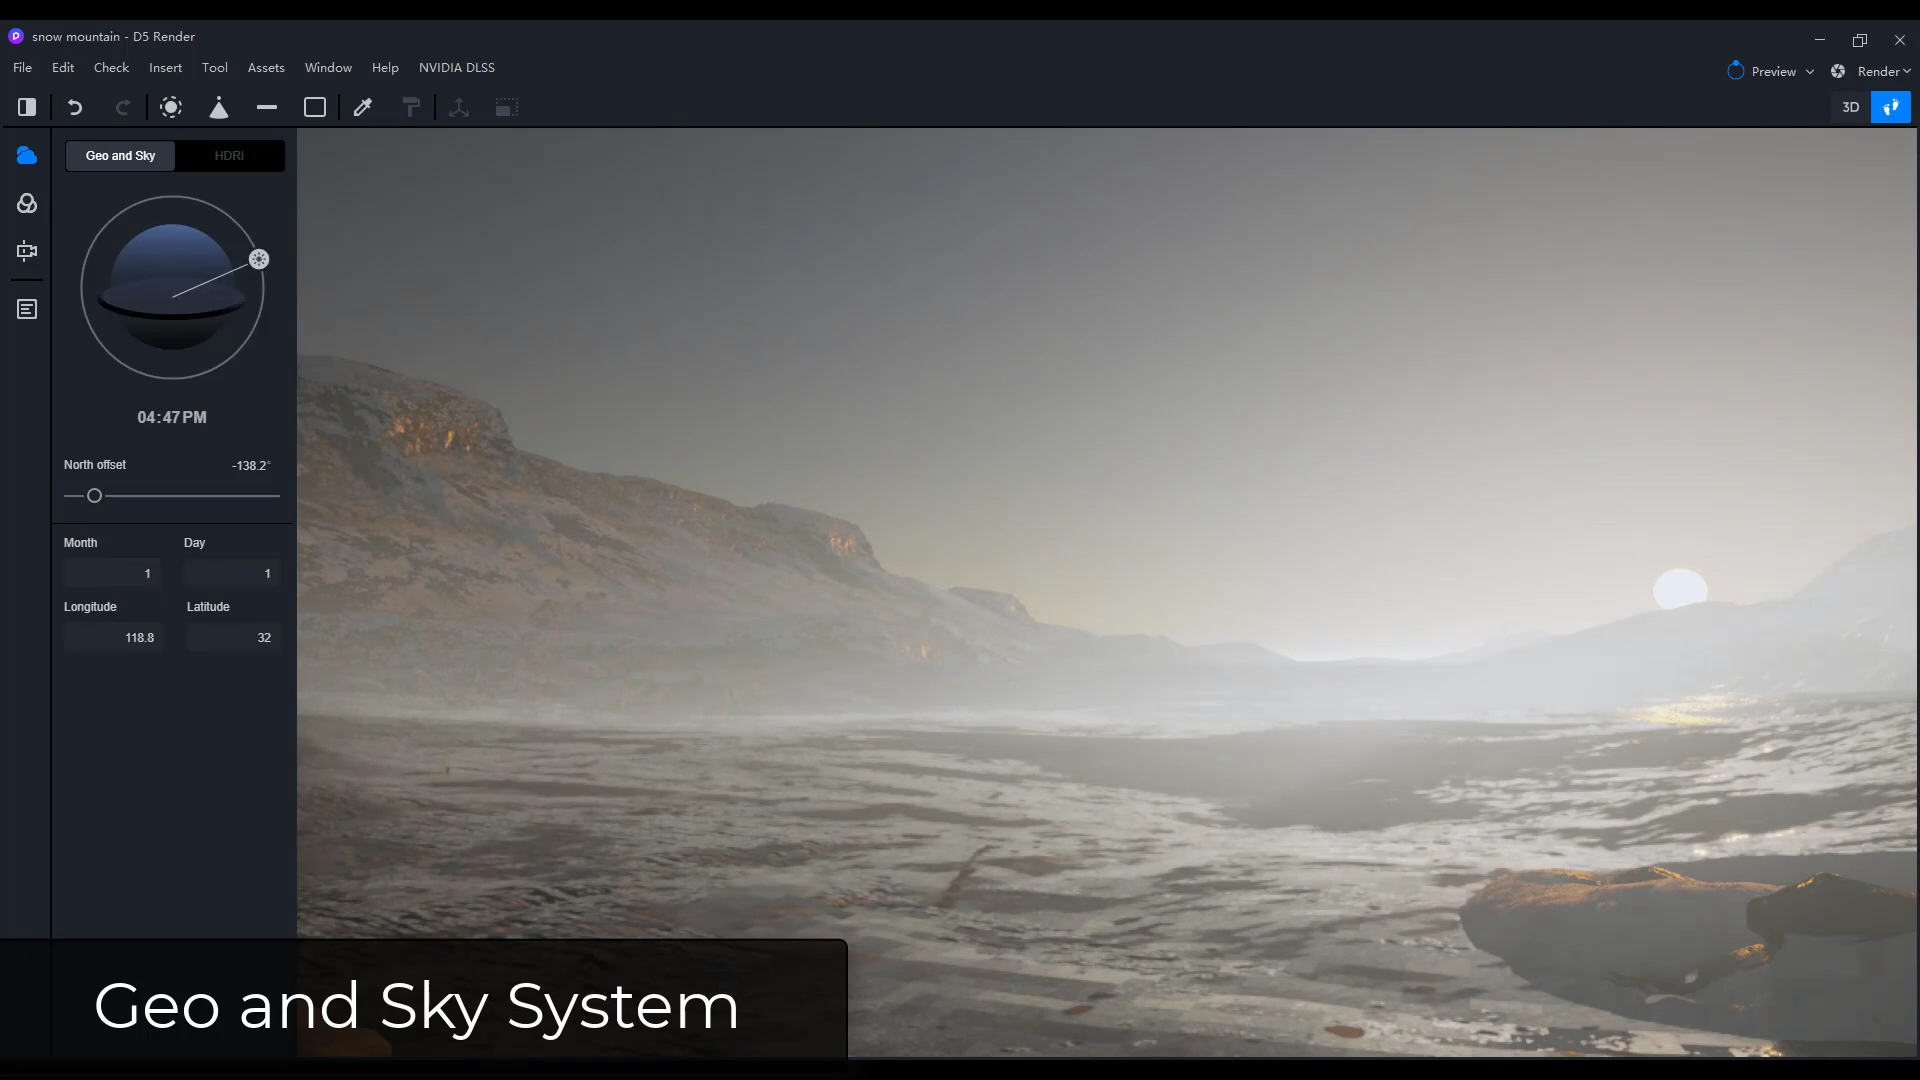 snow mountain - D5 Render
File Edit Check Insert Tool Assets Window Help NVIDIA DLSS
Preview Render
3D
Geo and Sky HDRI
04:47 PM
North offset -138.2°
Month Day
1 1
Longitude Latitude
118.8 32
Geo and Sky System